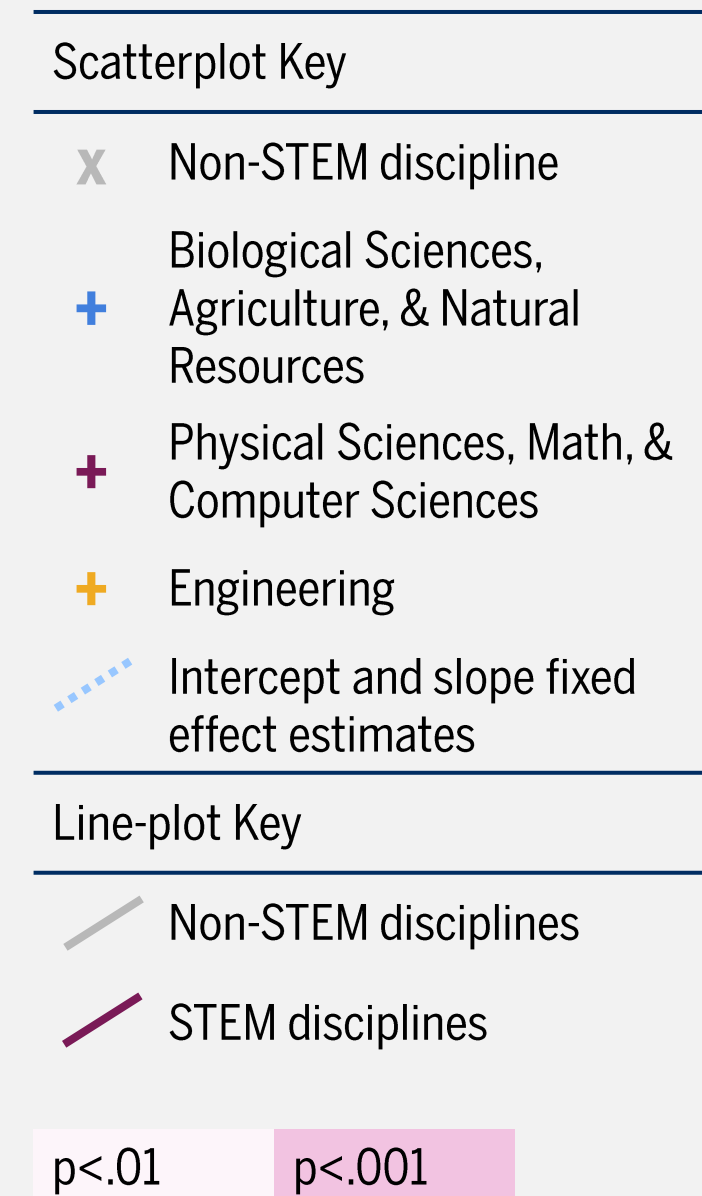 Scatterplot Key
x Non-STEM discipline
Biological Sciences,
+ Agriculture, & Natural
Resources
Physical Sciences, Math, &
+ Computer Sciences
+ Engineering
Intercept and slope fixed
effect estimates
Line-plot Key
Non-STEM disciplines
STEM disciplines
p<.01 p<.001